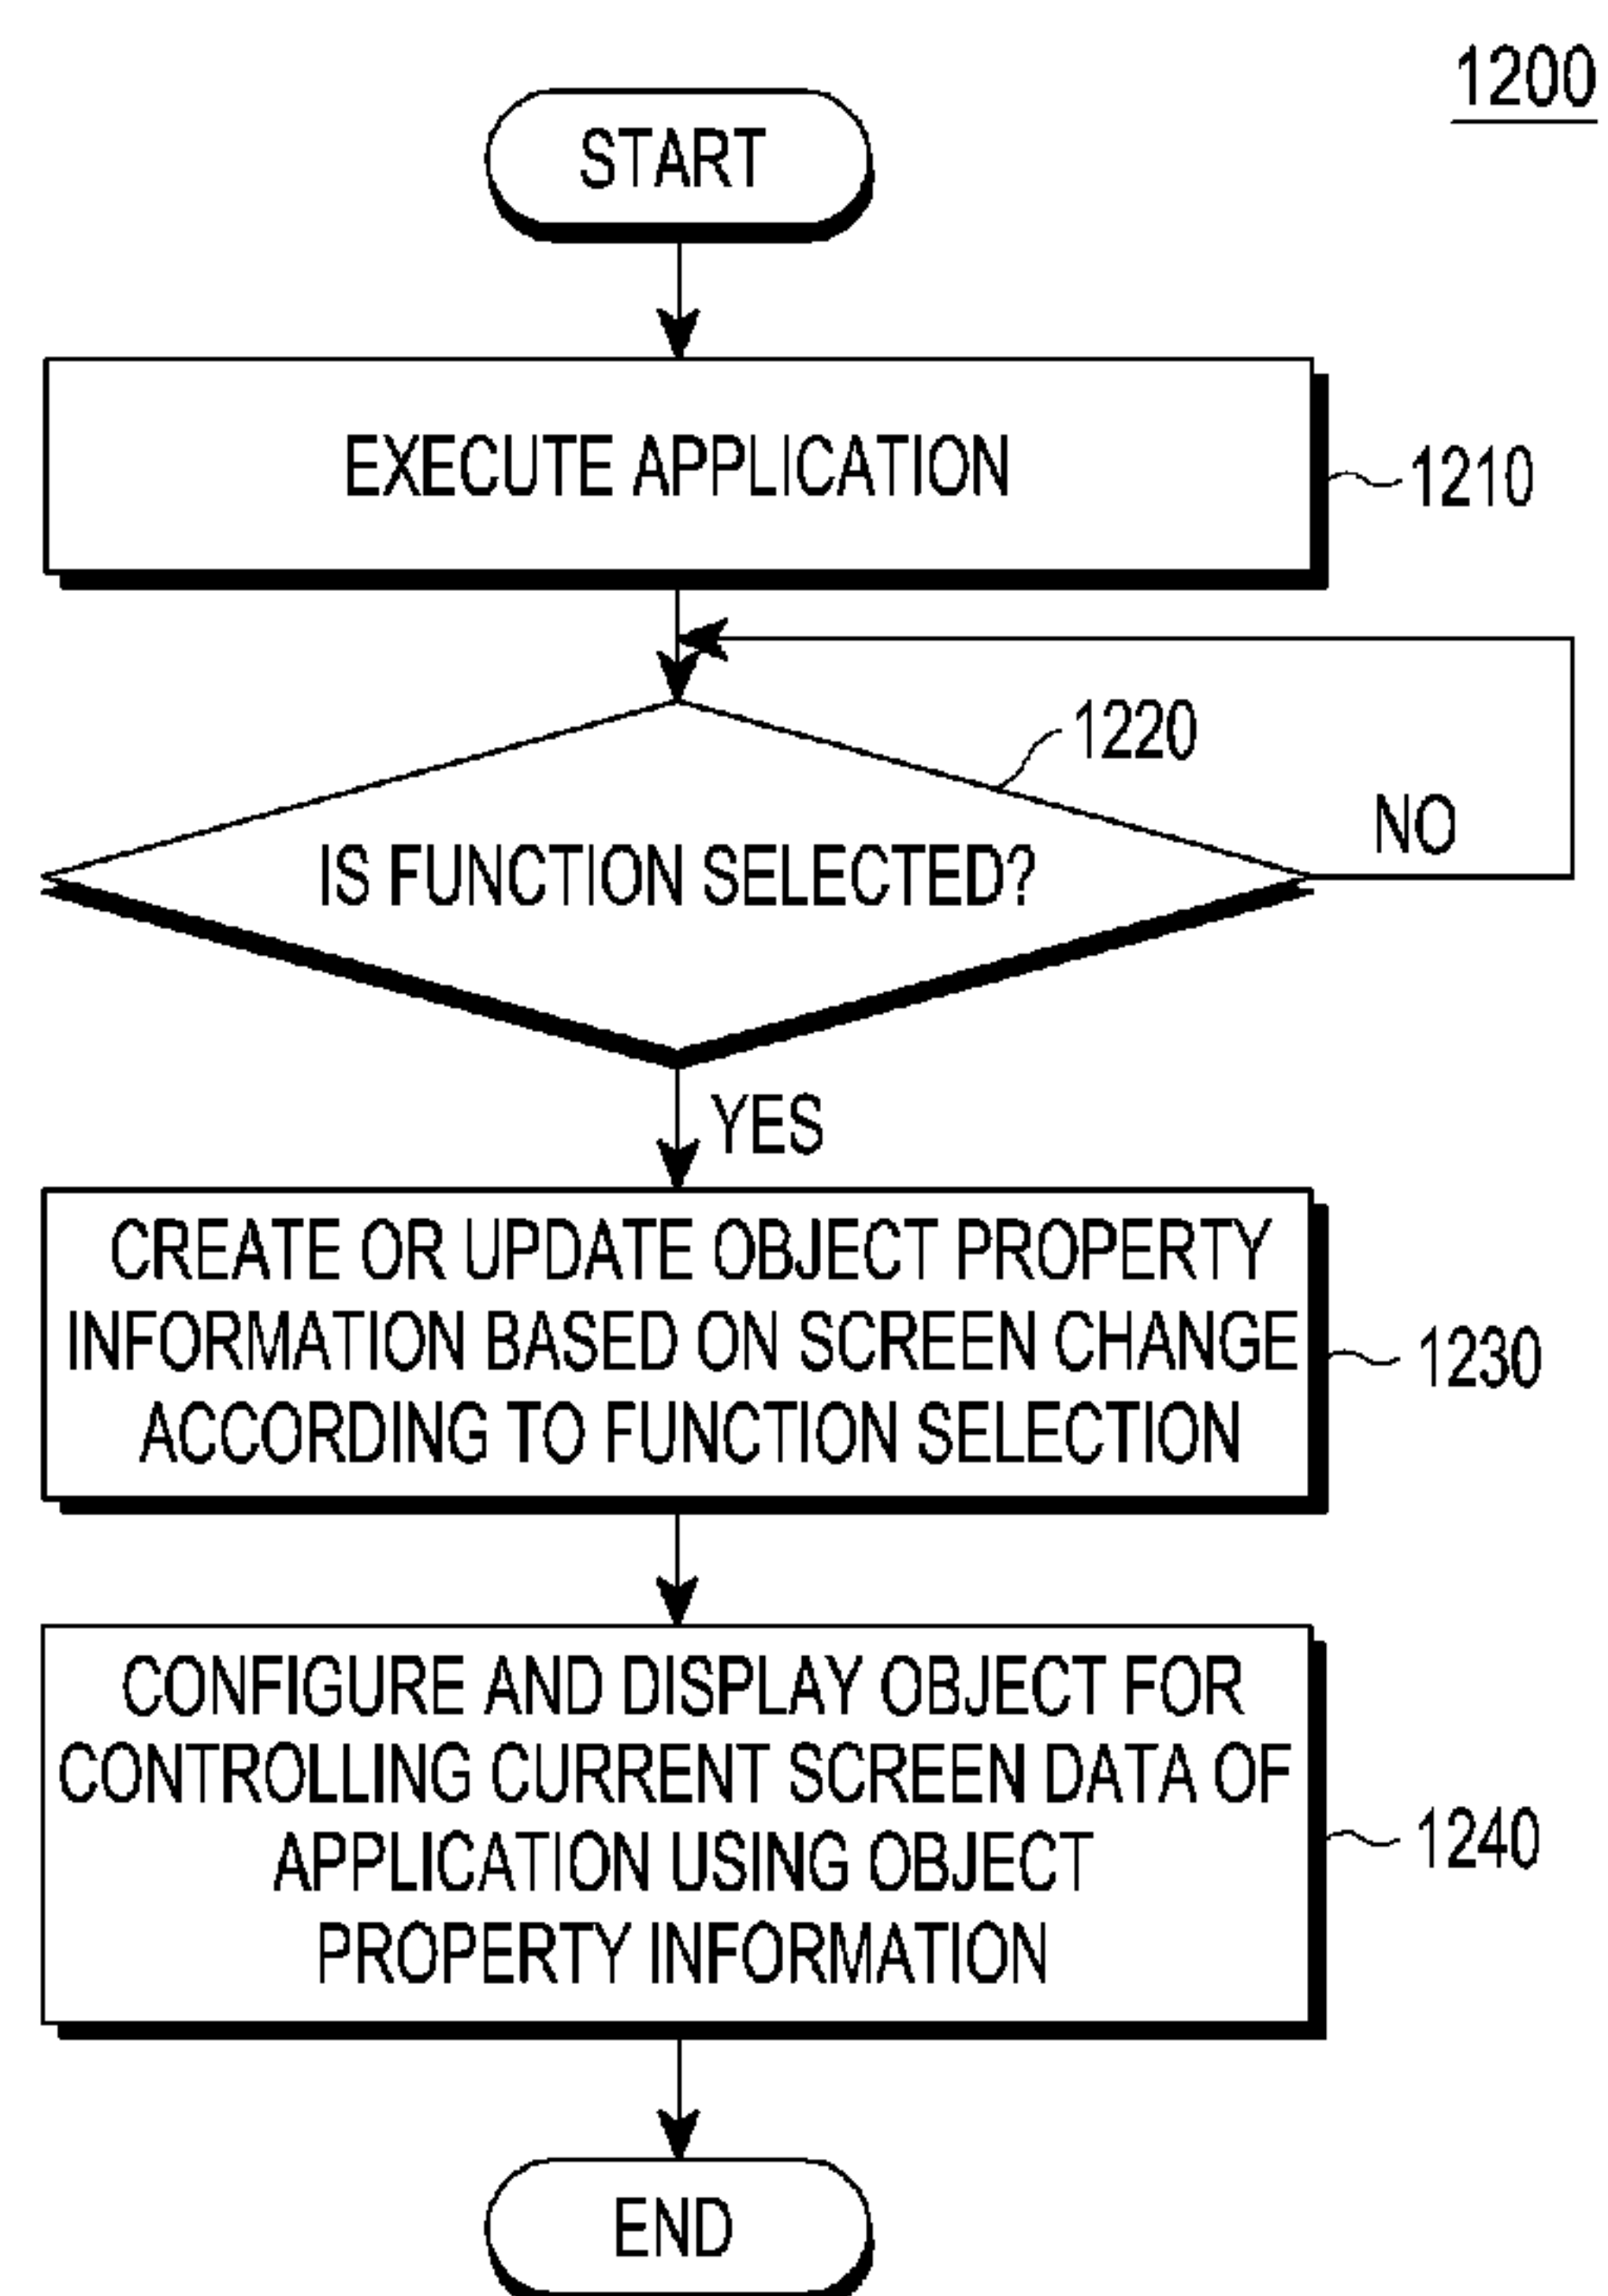 1200
START
EXECUTE APPLICATION
1210
1220
NO
IS FUNCTION SELECTED?
YES
CREATE OR UPDATE OBJECT PROPERTY
INFORMATION BASED ON SCREEN CHANGE
ACCORDING TO FUNCTION SELECTION
1230
CONFIGURE AND DISPLAY OBJECT FOR
CONTROLLING CURRENT SCREEN DATA OF
APPLICATION USING OBJECT
PROPERTY INFORMATION
1240
END